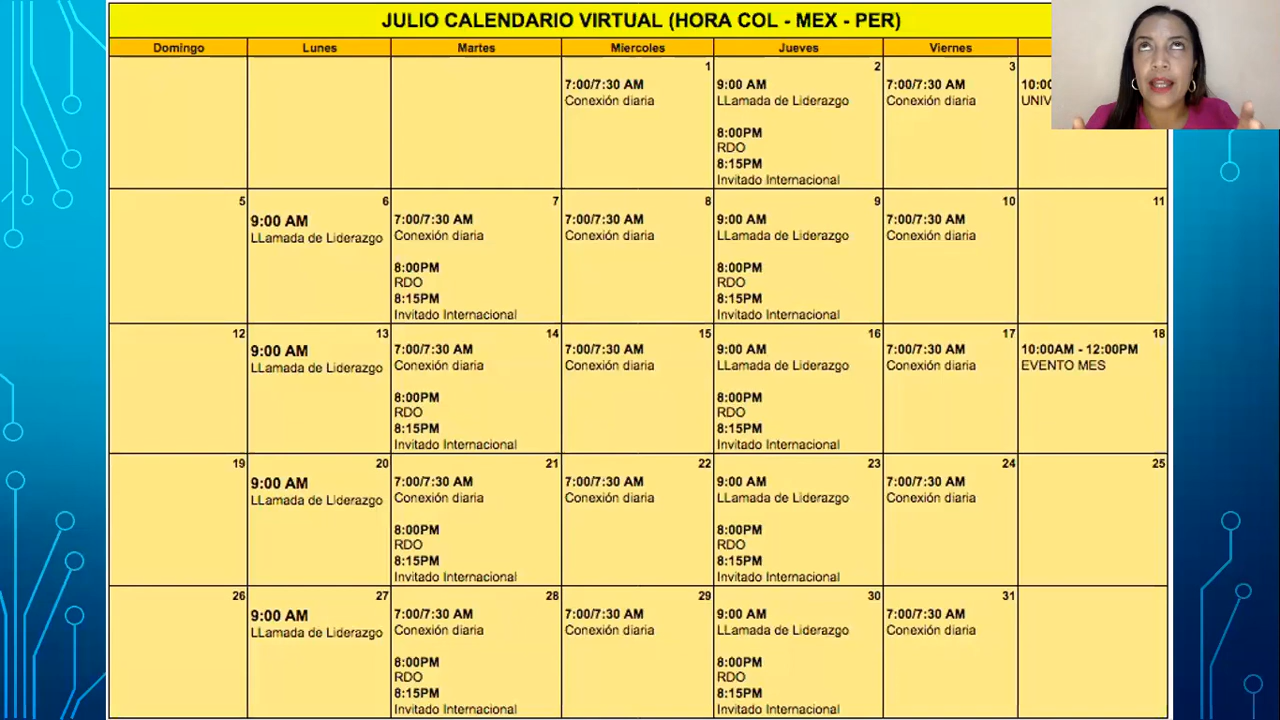 JULIO CALENDARIO VIRTUAL (HORA COL - MEX - PER)
Domingo
Lunes
Martes
Miercoles
Jueves
Viernes
1
7:00/7:30 AM
Conexión diaria
2
9:00 AM
LLamada de Liderazgo
8:00PM
RDO
8:15PM
Invitado Internacional
3
7:00/7:30 AM
Conexión diaria
10:00
5
6
9:00 AM
LLamada de Liderazgo
7
7:00/7:30 AM
Conexión diaria
8:00PM
RDO
8:15PM
Invitado Internacional
8
7:00/7:30 AM
Conexión diaria
9
9:00 AM
LLamada de Liderazgo
8:00PM
RDO
8:15PM
Invitado Internacional
10
7:00/7:30 AM
Conexión diaria
11
12
13
9:00 AM
LLamada de Liderazgo
14
7:00/7:30 AM
Conexión diaria
8:00PM
RDO
8:15PM
Invitado Internacional
15
7:00/7:30 AM
Conexión diaria
16
9:00 AM
LLamada de Liderazgo
8:00PM
RDO
8:15PM
Invitado Internacional
17
7:00/7:30 AM
Conexión diaria
18
10:00AM - 12:00PM
EVENTO MES
19
20
9:00 AM
LLamada de Liderazgo
21
7:00/7:30 AM
Conexión diaria
8:00PM
RDO
8:15PM
Invitado Internacional
22
7:00/7:30 AM
Conexión diaria
23
9:00 AM
LLamada de Liderazgo
8:00PM
RDO
8:15PM
Invitado Internacional
24
7:00/7:30 AM
Conexión diaria
25
26
27
9:00 AM
LLamada de Liderazgo
28
7:00/7:30 AM
Conexión diaria
8:00PM
RDO
8:15PM
Invitado Internacional
29
7:00/7:30 AM
Conexión diaria
30
9:00 AM
LLamada de Liderazgo
8:00PM
RDO
8:15PM
Invitado Internacional
31
7:00/7:30 AM
Conexión diaria